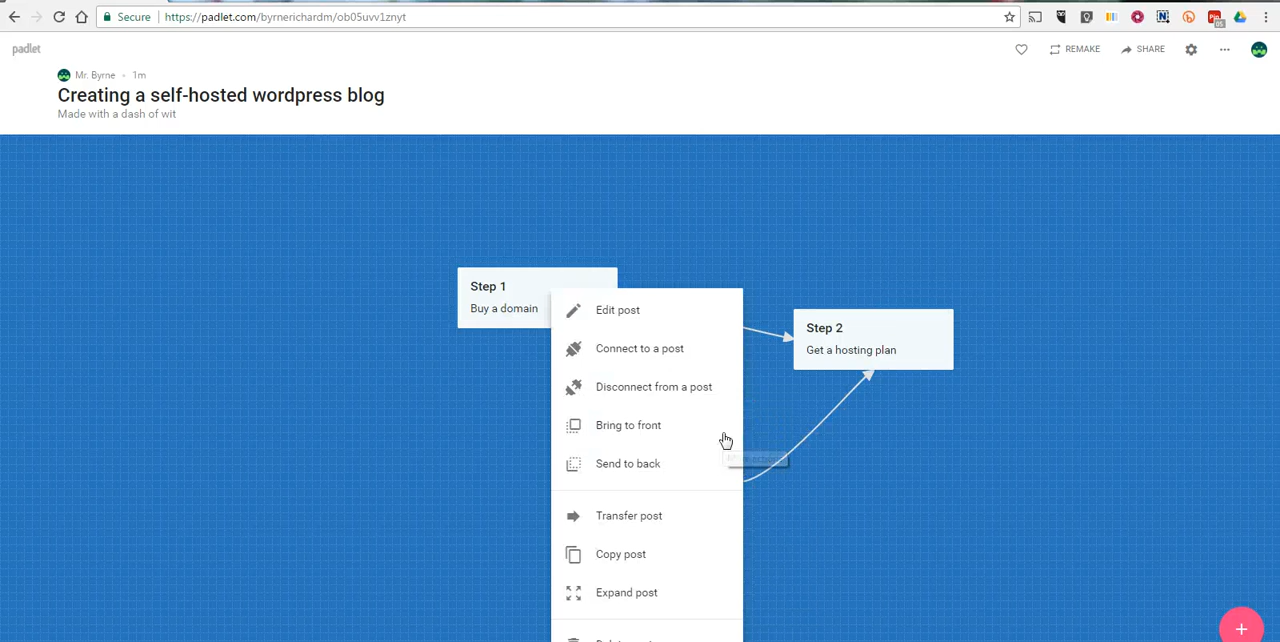 Secure https://padlet.com/byrnerichardm/ob05uvv1znyt
padlet
REMAKE
SHARE
Mr. Byrne • 1m
Creating a self-hosted wordpress blog
Made with a dash of wit
Step 1
Buy a domain
Edit post
Connect to a post
Disconnect from a post
Bring to front
Send to back
Transfer post
Copy post
Expand post
Step 2
Get a hosting plan